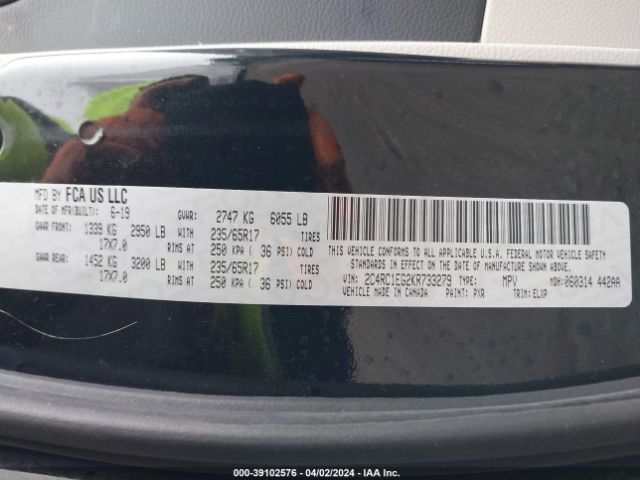 MFD BY FCA US LLC
DATE OF MFR(BUILT): 6-19 GVWR: 2747 KG 6055 LB
GAWR FRONT: 1339 KG 2950 LB WITH 235/65R17 TIRES
17X7.0 RIMS AT 250 KPA ( 36 PSI) COLD
GAWR REAR: 1452 KG 3200 LB WITH 235/65R17 TIRES
17X7.0 RIMS AT 250 KPA ( 36 PSI) COLD
THIS VEHICLE CONFORMS TO ALL APPLICABLE U.S.A. FEDERAL MOTOR VEHICLE SAFETY
STANDARDS IN EFFECT ON THE DATE OF MANUFACTURE SHOWN ABOVE.
VIN: 2C4RC1EG2KR733279 TYPE: MPV MDH:060314 442AA
VEHICLE MADE IN CANADA PAINT: PXR TRIM: ELXP
000-39102576 - 04/02/2024 - IAA Inc.